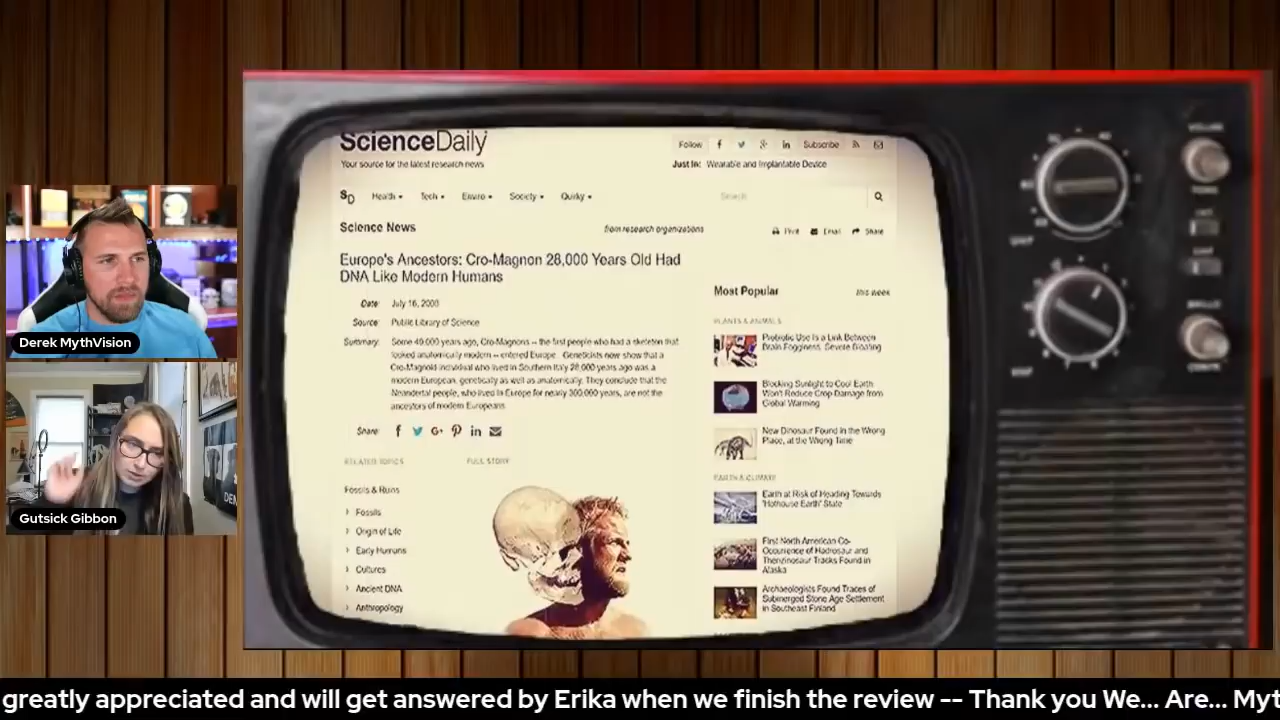 ScienceDaily
Your source for the latest research news
Follow
Subscribe
Just In: Wearable and Implantable Device
SD
Health
Tech
Enviro
Society
Quirky
Search
Science News
from research organizations
Print
Email
Share
Europe's Ancestors: Cro-Magnon 28,000 Years Old Had
DNA Like Modern Humans
Date:
July 16, 2000
Source:
Public Library of Science
Summary:
Some 40,000 years ago, Cro-Magnons -- the first people who had a skeleton that
looked anatomically modern -- entered Europe. Geneticists now show that a
Cro-Magnoid individual who lived in Southern Italy 28,000 years ago was a
modern European, genetically as well as anatomically. They conclude that the
Neandertal people, who lived in Europe for nearly 300,000 years, are not the
ancestors of modern Europeans
Share:
RELATED TOPICS
FULL STORY
Fossils & Ruins
Fossils
Origin of Life
Early Humans
Cultures
Ancient DNA
Anthropology
Most Popular
this week
PLANTS & ANIMALS
Probiotic Use Is a Link Between
Brain Fogginess, Severe Bloating
Blocking Sunlight to Cool Earth
Won't Reduce Crop Damage from
Global Warming
New Dinosaur Found in the Wrong
Place, at the Wrong Time
EARTH & CLIMATE
Earth at Risk of Heading Towards
'Hothouse Earth' State
First North American Co-
Occurrence of Hadrosaur and
Therizinosaur Tracks Found in
Alaska
Archaeologists Found Traces of
Submerged Stone Age Settlement
in Southeast Finland
Derek MythVision
Gutsick Gibbon
greatly appreciated and will get answered by Erika when we finish the review -- Thank you We... Are... Myt